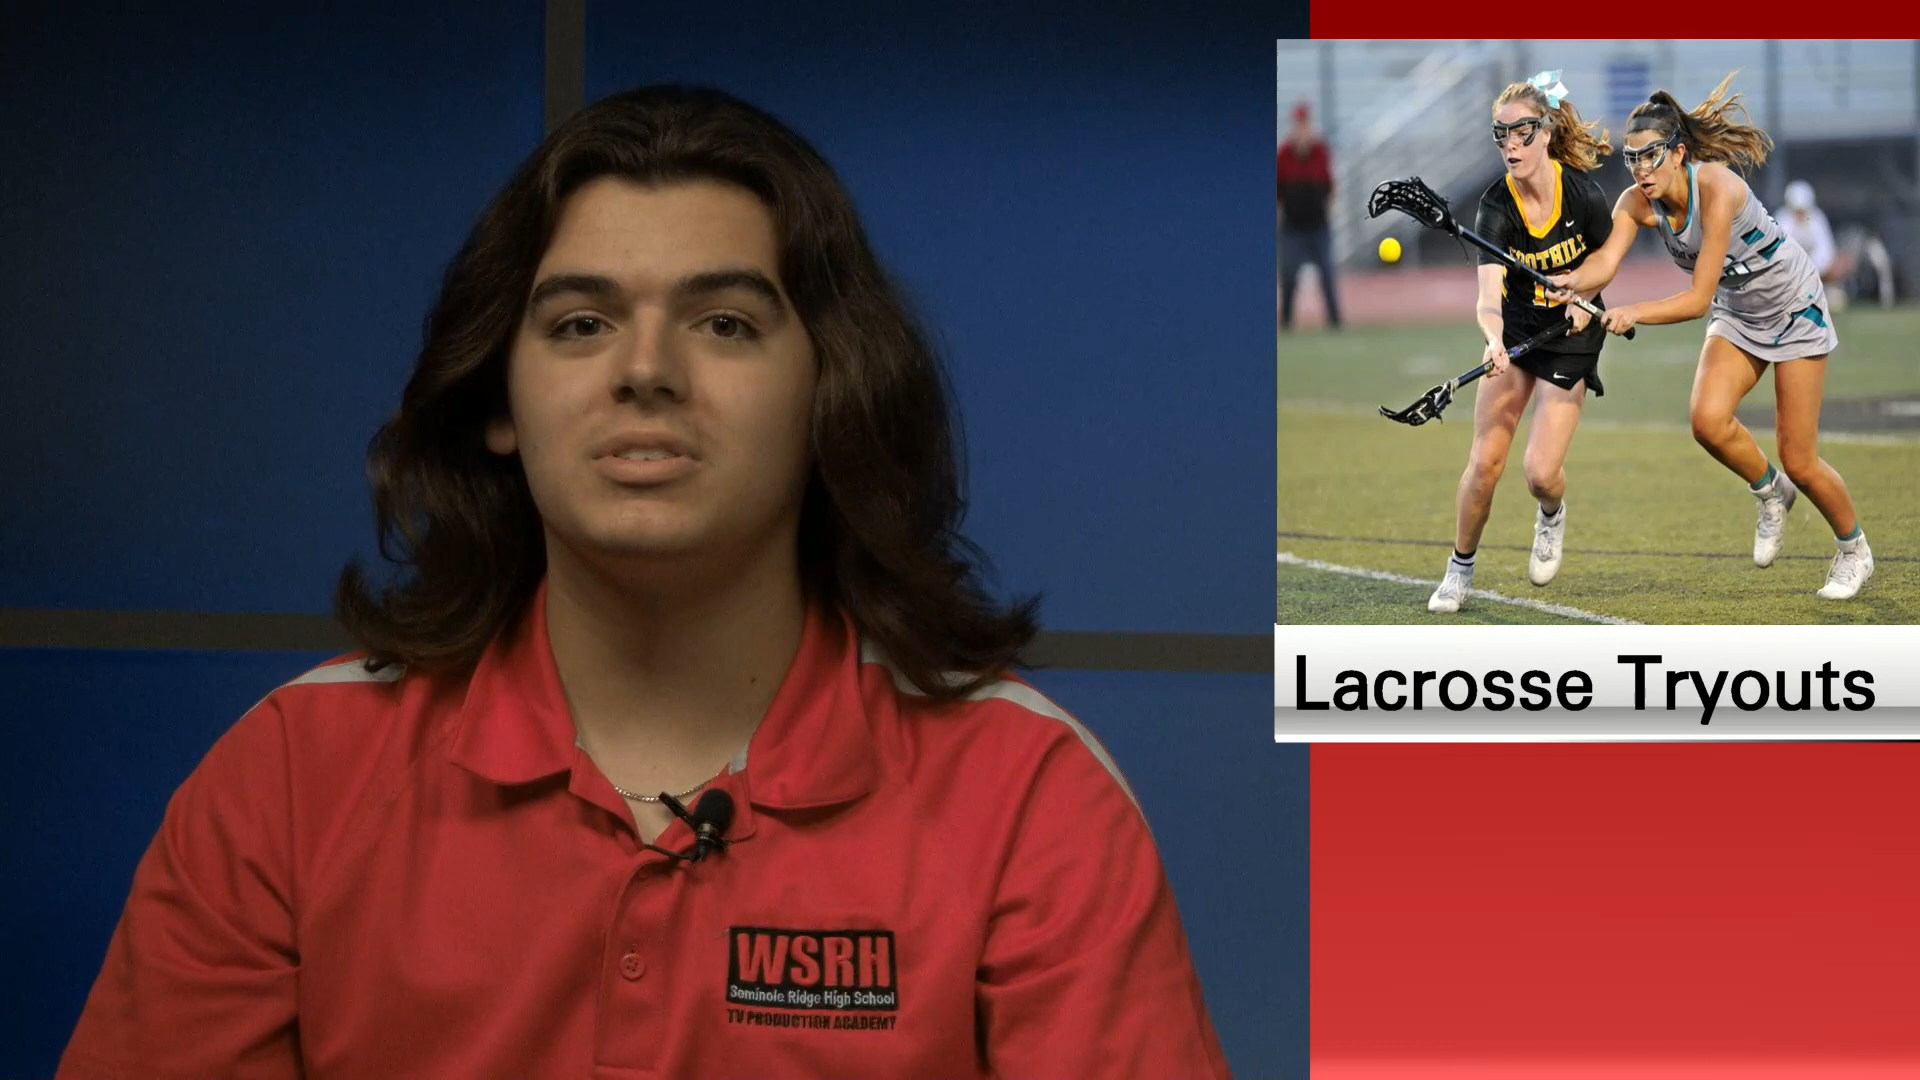 FOOTHILL
Lacrosse Tryouts
WSRH
Seminole Ridge High School
TV PRODUCTION ACADEMY